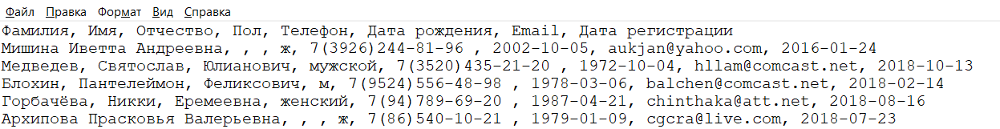 Файл Правка Формат Вид Справка
Фамилия, Имя, Отчество, Пол, Телефон, Дата рождения, Email, Дата регистрации
Мишина Иветта Андреевна, , , ж, 7(3926)244-81-96 , 2002-10-05, aukjan@yahoo.com, 2016-01-24
Медведев, Святослав, Юлианович, мужской, 7(3520)435-21-20 , 1972-10-04, hllam@comcast.net, 2018-10-13
Блохин, Пантелеймон, Феликсович, м, 7(9524)556-48-98 , 1978-03-06, balchen@comcast.net, 2018-02-14
Горбачёва, Никки, Еремеевна, женский, 7(94)789-69-20 , 1987-04-21, chinthaka@att.net, 2018-08-16
Архипова Прасковья Валерьевна, , , ж, 7(86)540-10-21 , 1979-01-09, cgcra@live.com, 2018-07-23